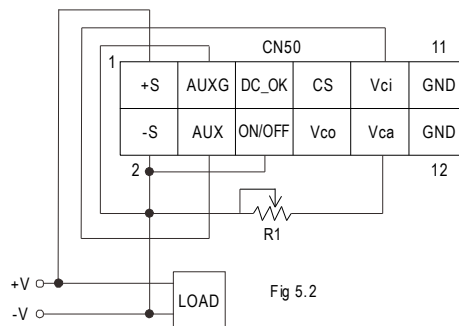 CN50
1
11
+S AUXG DC_OK CS Vci GND
-S AUX ON/OFF Vco Vca GND
2
12
R1
+V
-V
LOAD
Fig 5.2